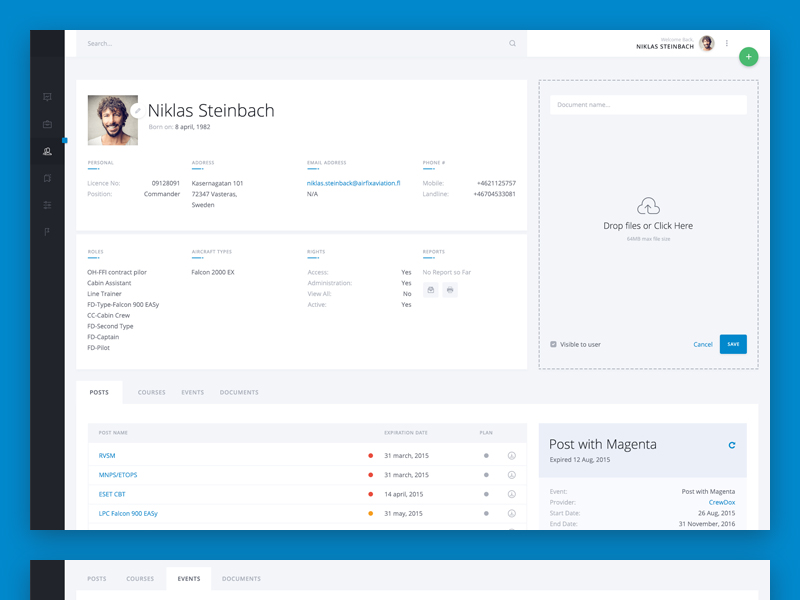 Search...
Welcome Back,
NIKLAS STEINBACH
Niklas Steinbach
Born on: 8 april, 1982
PERSONAL
Licence No: 09128091
Position: Commander
ADDRESS
Kasernagatan 101
72347 Vasteras,
Sweden
EMAIL ADDRESS
niklas.steinback@airfixaviation.fl
N/A
PHONE #
Mobile: +4621125757
Landline: +46704533081
ROLES
OH-FFI contract pilor
Cabin Assistant
Line Trainer
FD-Type-Falcon 900 EASy
CC-Cabin Crew
FD-Second Type
FD-Captain
FD-Pilot
AIRCRAFT TYPES
Falcon 2000 EX
RIGHTS
Access: Yes
Administration: Yes
View All: No
Active: Yes
REPORTS
No Report so Far
Document name...
Drop files or Click Here
64MB max file size
Visible to user
Cancel
SAVE
POSTS COURSES EVENTS DOCUMENTS
POST NAME EXPIRATION DATE PLAN
RVSM 31 march, 2015
MNPS/ETOPS 31 march, 2015
ESET CBT 14 april, 2015
LPC Falcon 900 EASy 31 may, 2015
Post with Magenta
Expired 12 Aug, 2015
Event: Post with Magenta
Provider: CrewDox
Start Date: 26 Aug, 2015
End Date: 31 November, 2016
POSTS COURSES EVENTS DOCUMENTS